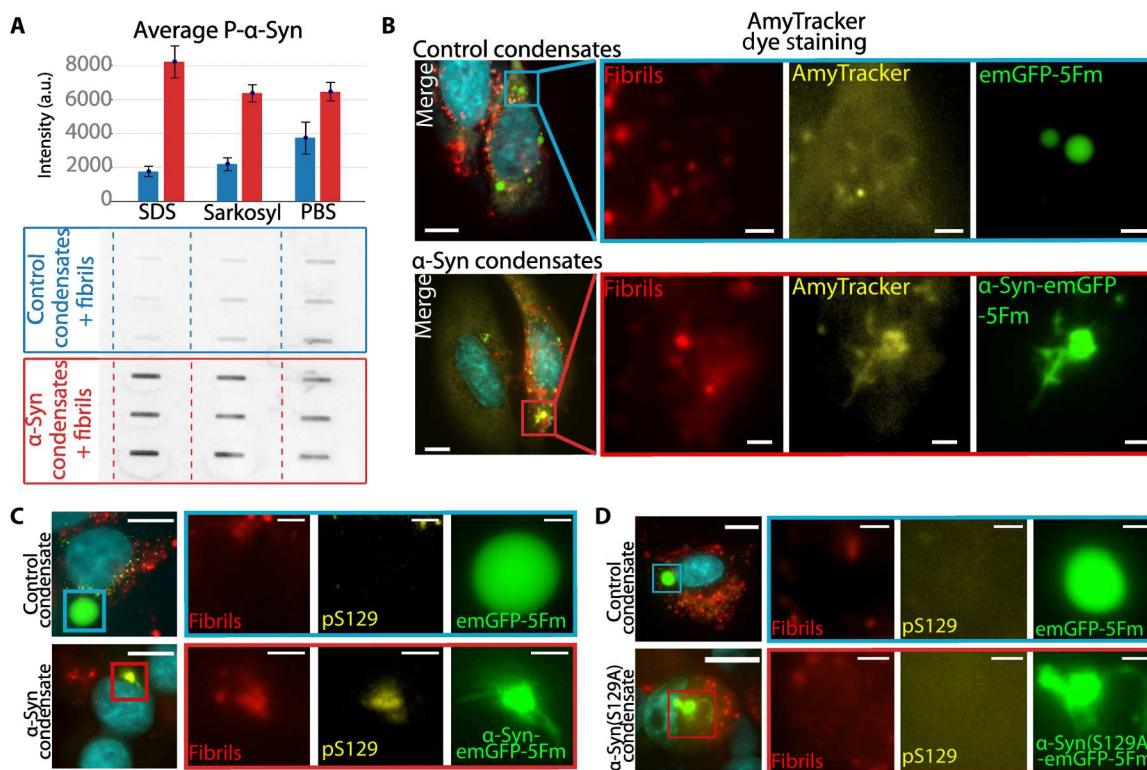 A
Average P-α-Syn
Intensity (a.u.)
8000
6000
4000
2000
0
SDS
Sarkosyl
PBS
Control
condensates
+ fibrils
α-Syn
condensates
+ fibrils
B
AmyTracker
dye staining
Control condensates
Merge
Fibrils
AmyTracker
emGFP-5Fm
α-Syn condensates
Merge
Fibrils
AmyTracker
α-Syn-emGFP
-5Fm
C
Control
condensate
Fibrils
pS129
emGFP-5Fm
α-Syn
condensate
Fibrils
pS129
α-Syn-
emGFP-5Fm
D
Control
condensate
Fibrils
pS129
emGFP-5Fm
α-Syn(S129A)
condensate
Fibrils
pS129
α-Syn(S129A
-emGFP-5Fm